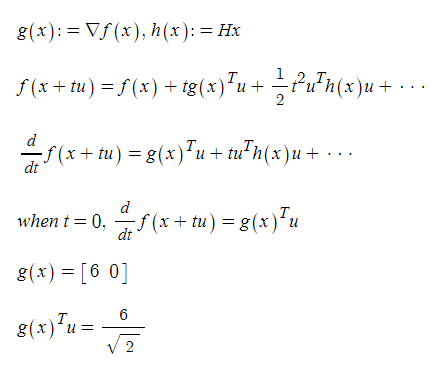 g(x):=∇f(x), h(x):=Hx
f(x+tu)=f(x)+tg(x)ᵀu+½t²uᵀh(x)u+···
d/dt f(x+tu)=g(x)ᵀu+tuᵀh(x)u+···
when t=0, d/dt f(x+tu)=g(x)ᵀu
g(x)=[6 0]
g(x)ᵀu=6/√2